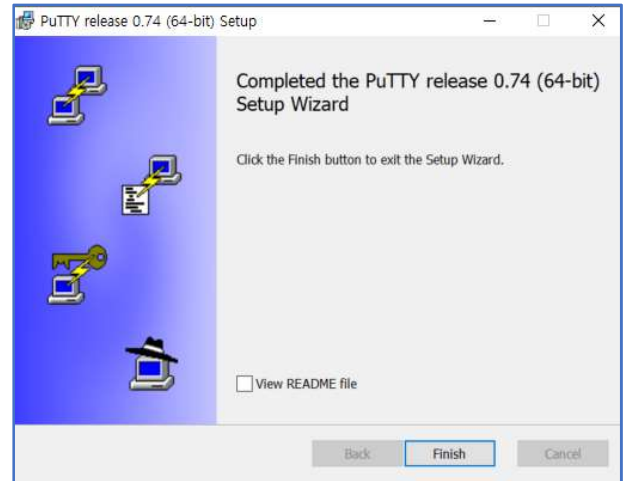 PuTTY release 0.74 (64-bit) Setup
Completed the PuTTY release 0.74 (64-bit)
Setup Wizard
Click the Finish button to exit the Setup Wizard.
View README file
Back Finish Cancel